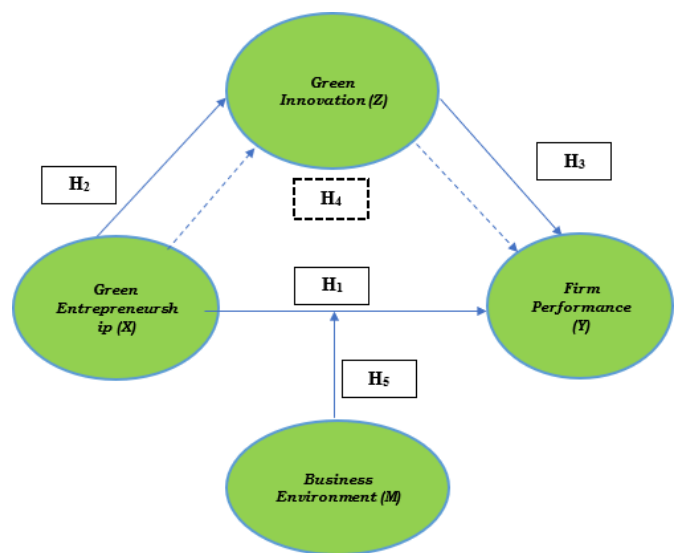 Green
Innovation (Z)
H₂
H₃
H₄
Green
Entrepreneursh
ip (X)
H₁
Firm
Performance
(Y)
H₅
Business
Environment (M)